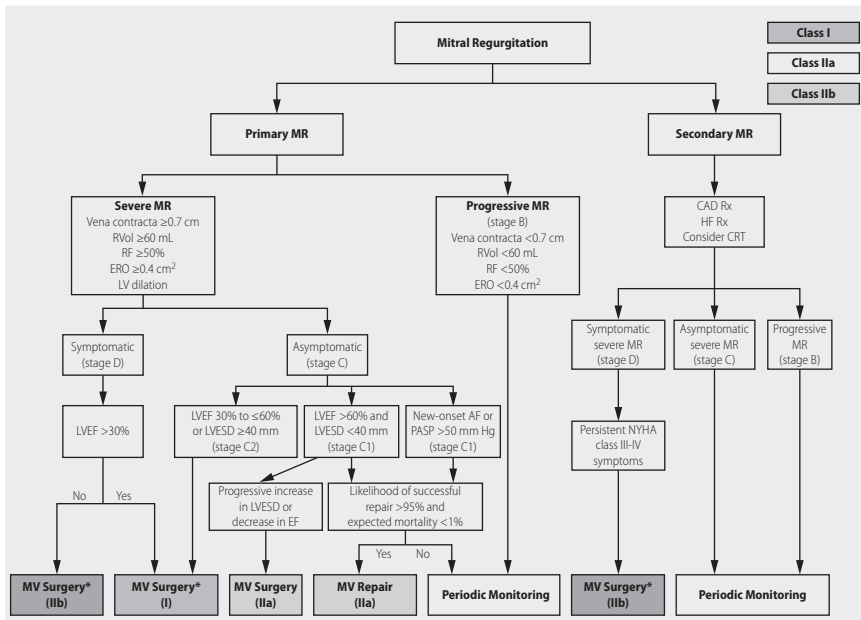 Mitral Regurgitation
Class I
Class IIa
Class IIb
Primary MR
Secondary MR
Severe MR
Vena contracta ≥0.7 cm
RVol ≥60 mL
RF ≥50%
ERO ≥0.4 cm²
LV dilation
Progressive MR
(stage B)
Vena contracta <0.7 cm
RVol <60 mL
RF <50%
ERO <0.4 cm²
CAD Rx
HF Rx
Consider CRT
Symptomatic
(stage D)
Asymptomatic
(stage C)
Symptomatic
severe MR
(stage D)
Asymptomatic
severe MR
(stage C)
Progressive
MR
(stage B)
LVEF >30%
LVEF 30% to ≤60%
or LVESD ≥40 mm
(stage C2)
LVEF >60% and
LVESD <40 mm
(stage C1)
New-onset AF or
PASP >50 mm Hg
(stage C1)
Persistent NYHA
class III-IV
symptoms
No
Yes
Progressive increase
in LVESD or
decrease in EF
Likelihood of successful
repair >95% and
expected mortality <1%
Yes
No
MV Surgery*
(IIb)
MV Surgery*
(I)
MV Surgery
(IIa)
MV Repair
(IIa)
Periodic Monitoring
MV Surgery*
(IIb)
Periodic Monitoring